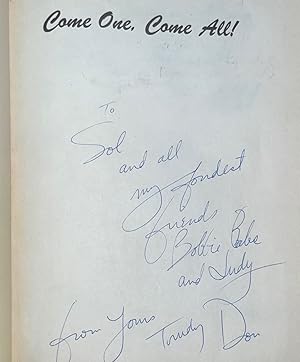 Come One, Come All!
To
Sol
and all
my fondest
friends
Bobbie Babe
and Judy
from Yours
Trudy Don